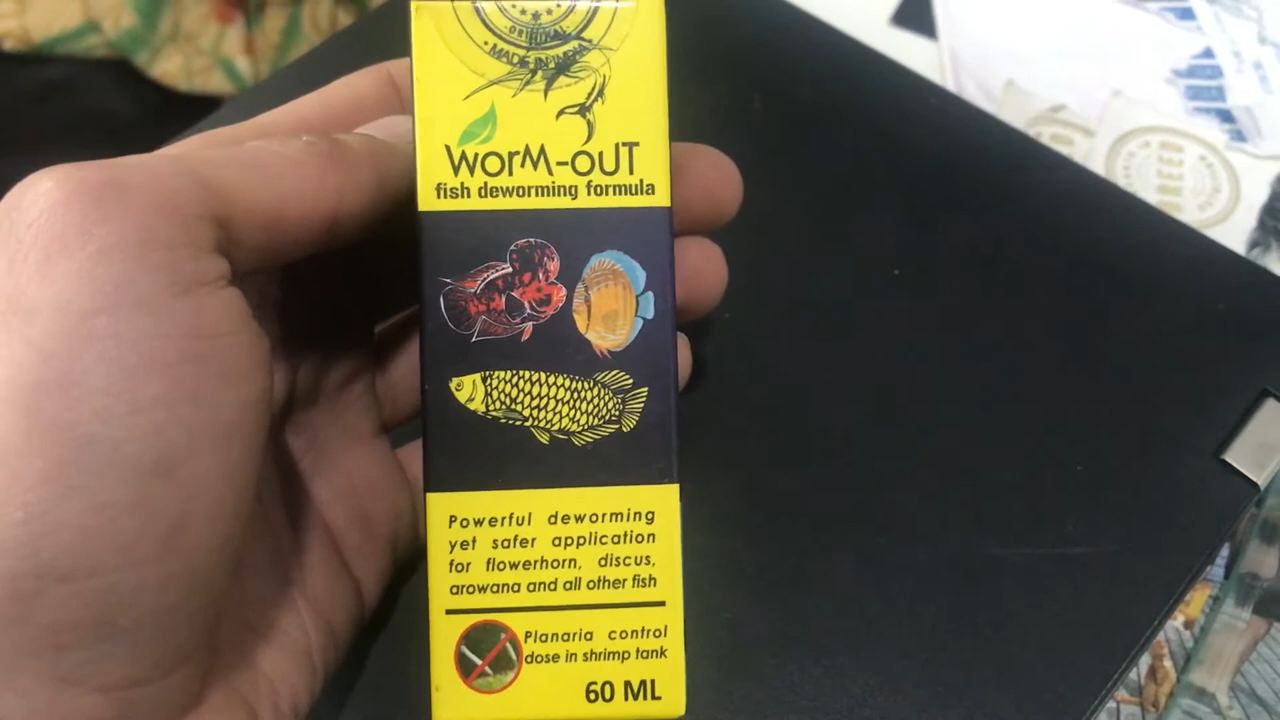 ORIGINAL
MADE IN INDIA
WorM-ouT
fish deworming formula
Powerful deworming
yet safer application
for flowerhorn, discus,
arowana and all other fish
Planaria control
dose in shrimp tank
60 ML